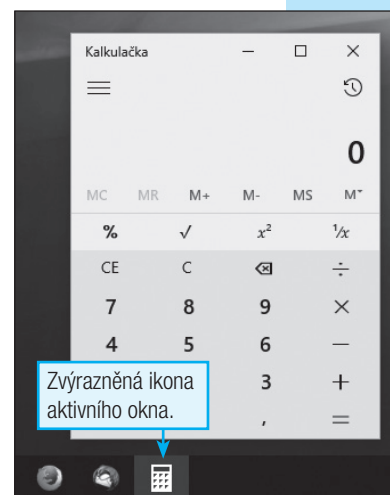 Kalkulačka
0
MC MR M+ M- MS M˅
% √ x² ¹/x
CE C ⌫ ÷
7 8 9 ×
4 5 6 —
Zvýrazněná ikona
aktivního okna.
3 +
, =